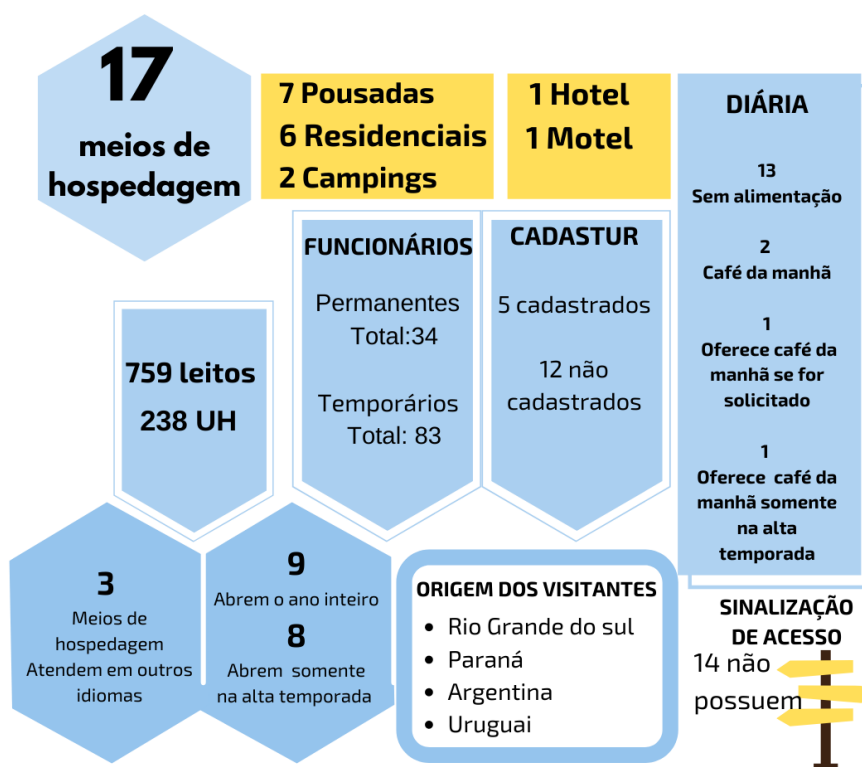 17
meios de
hospedagem
7 Pousadas
6 Residenciais
2 Campings
1 Hotel
1 Motel
DIÁRIA
13
Sem alimentação
2
Café da manhã
1
Oferece café da
manhã se for
solicitado
1
Oferece café da
manhã somente
na alta
temporada
FUNCIONÁRIOS
Permanentes
Total:34
Temporários
Total: 83
CADASTUR
5 cadastrados
12 não
cadastrados
759 leitos
238 UH
3
Meios de
hospedagem
Atendem em outros
idiomas
9
Abrem o ano inteiro
8
Abrem somente
na alta temporada
ORIGEM DOS VISITANTES
• Rio Grande do sul
• Paraná
• Argentina
• Uruguai
SINALIZAÇÃO
DE ACESSO
14 não
possuem